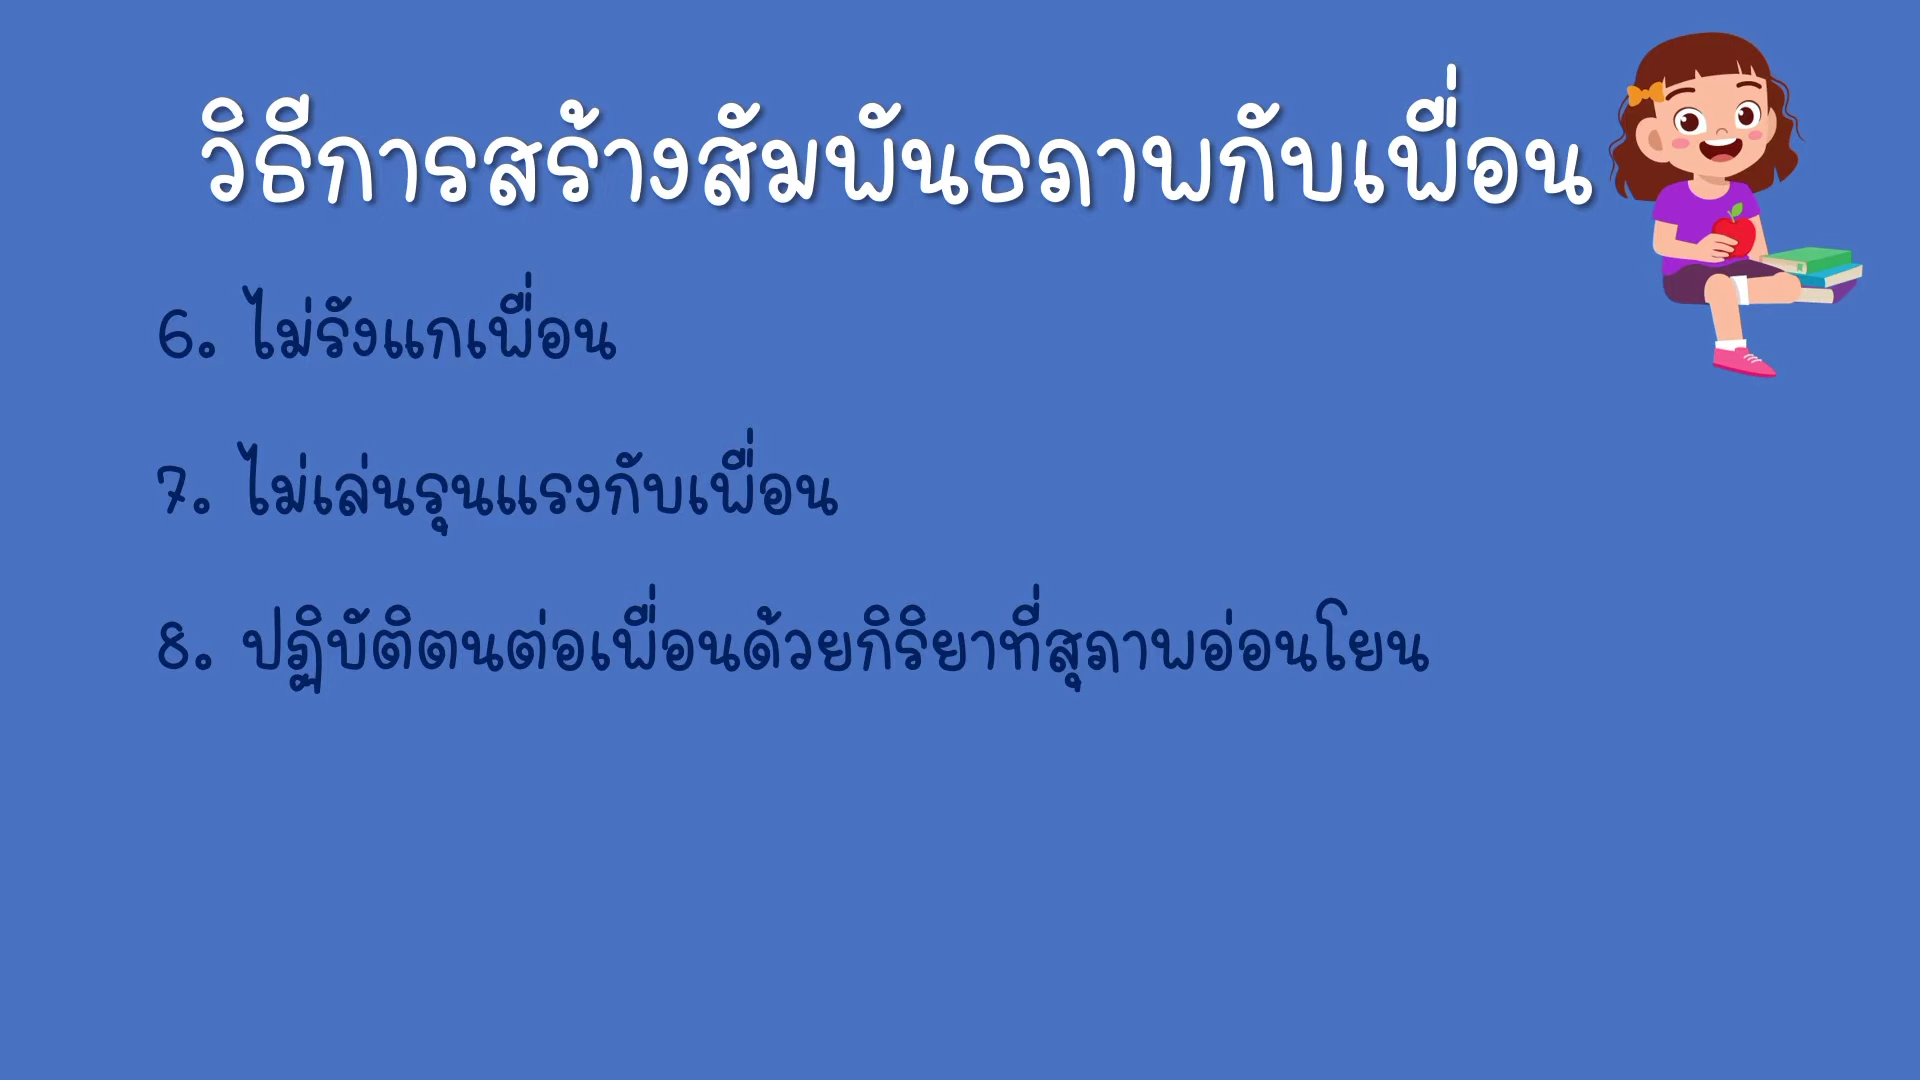 วิธีการสร้างสัมพันธภาพกับเพื่อน
6. ไม่รังแกเพื่อน
7. ไม่เล่นรุนแรงกับเพื่อน
8. ปฏิบัติตนต่อเพื่อนด้วยกิริยาที่สุภาพอ่อนโยน